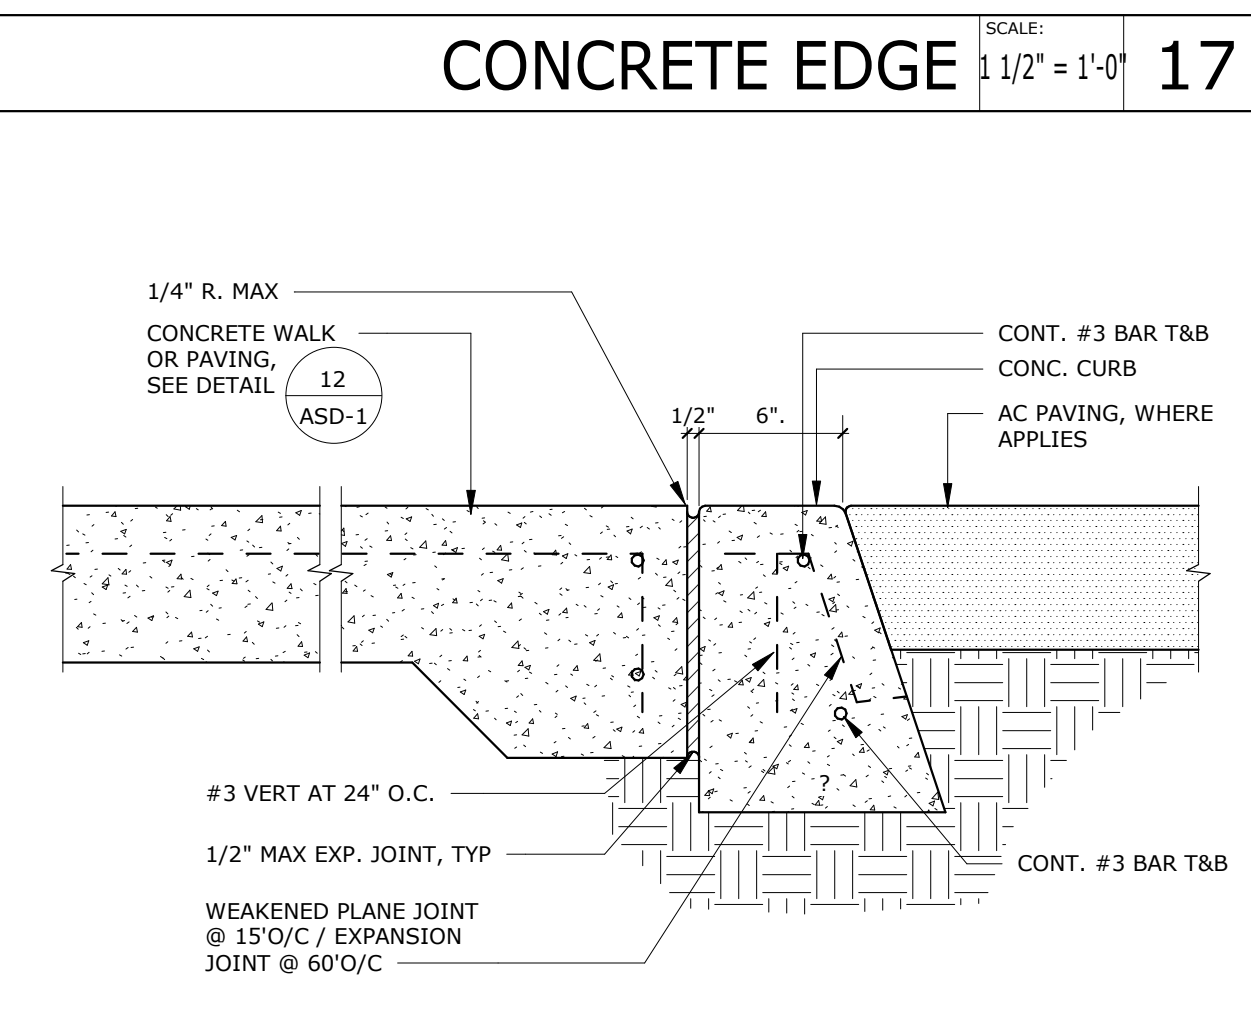 CONCRETE EDGE
SCALE:
1 1/2" = 1'-0"
17
1/4" R. MAX
CONCRETE WALK
OR PAVING,
SEE DETAIL
12
ASD-1
1/2"
6".
CONT. #3 BAR T&B
CONC. CURB
AC PAVING, WHERE
APPLIES
?
#3 VERT AT 24" O.C.
1/2" MAX EXP. JOINT, TYP
CONT. #3 BAR T&B
WEAKENED PLANE JOINT
@ 15'O/C / EXPANSION
JOINT @ 60'O/C